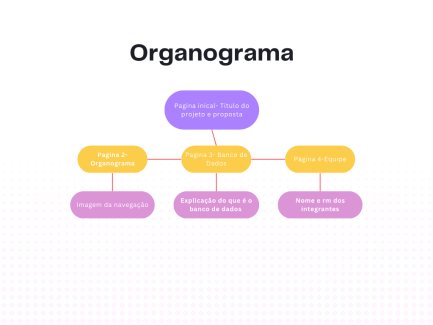 Organograma
Pagina inical- Titulo do
projeto e proposta
Pagina 2-
Organograma
Pagina 3- Banco de
Dados
Página 4-Equipe
Imagem da navegação
Explicação do que é o
banco de dados
Nome e rm dos
integrantes